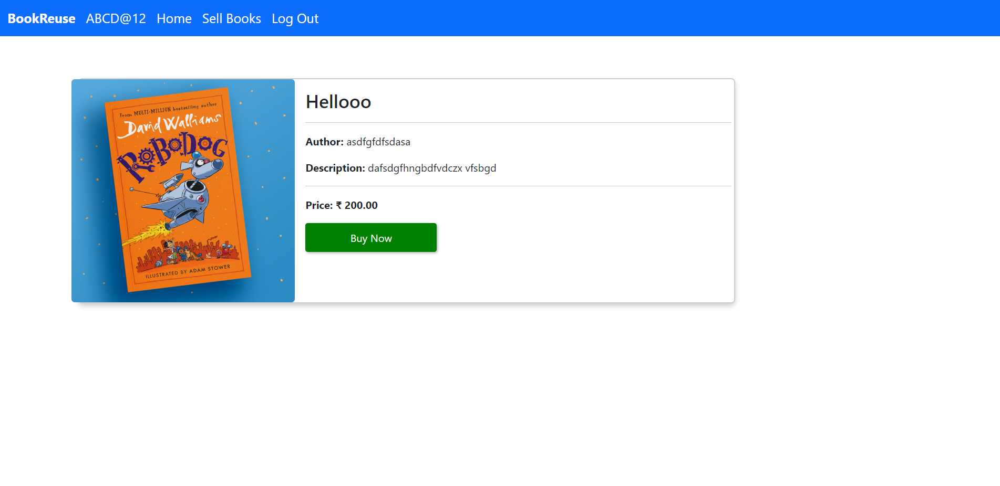 BookReuse ABCD@12 Home Sell Books Log Out
From MULTI-MILLION bestselling author
David Walliams
ROBODOG
ILLUSTRATED BY ADAM STOWER
Hellooo
Author: asdfgfdfsdasa
Description: dafsdgfhngbdfvdczx vfsbgd
Price: ₹ 200.00
Buy Now